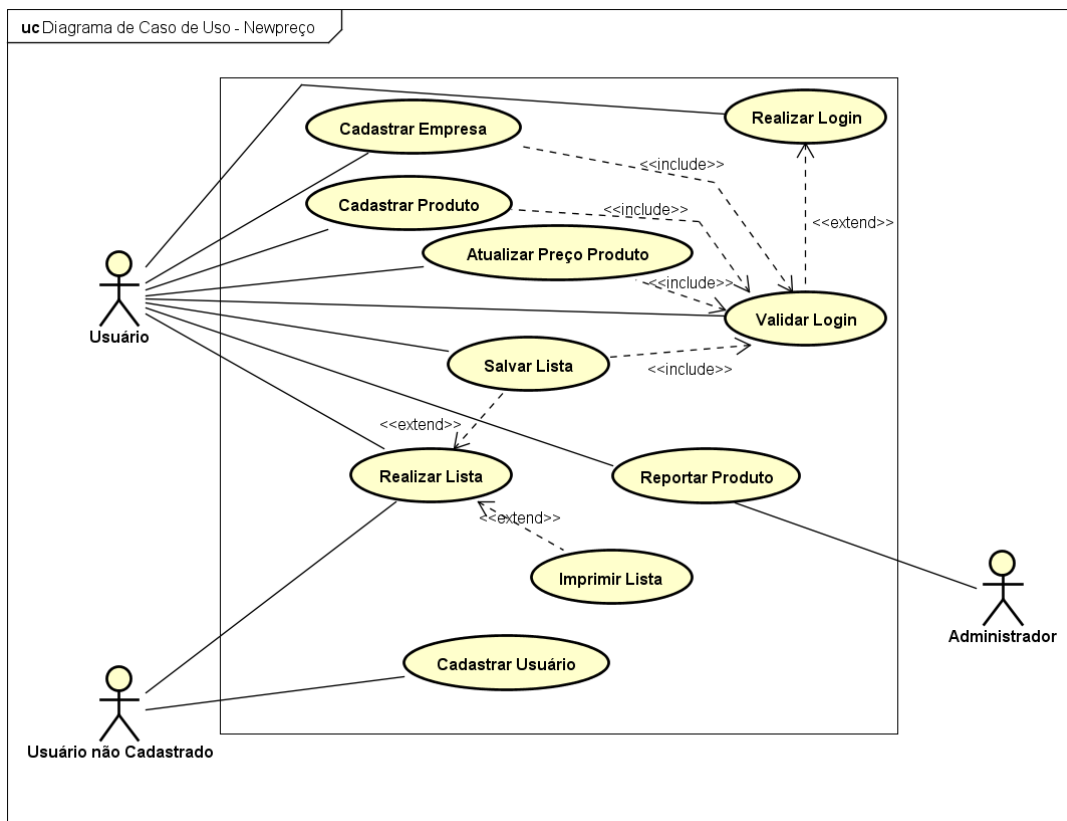 uc Diagrama de Caso de Uso - Newpreço
Realizar Login
Cadastrar Empresa
<<include>>
Cadastrar Produto
<<include>>
<<extend>>
Atualizar Preço Produto
<<include>>
Usuário
Validar Login
Salvar Lista
<<include>>
<<extend>>
Realizar Lista
Reportar Produto
<<extend>>
Imprimir Lista
Administrador
Cadastrar Usuário
Usuário não Cadastrado